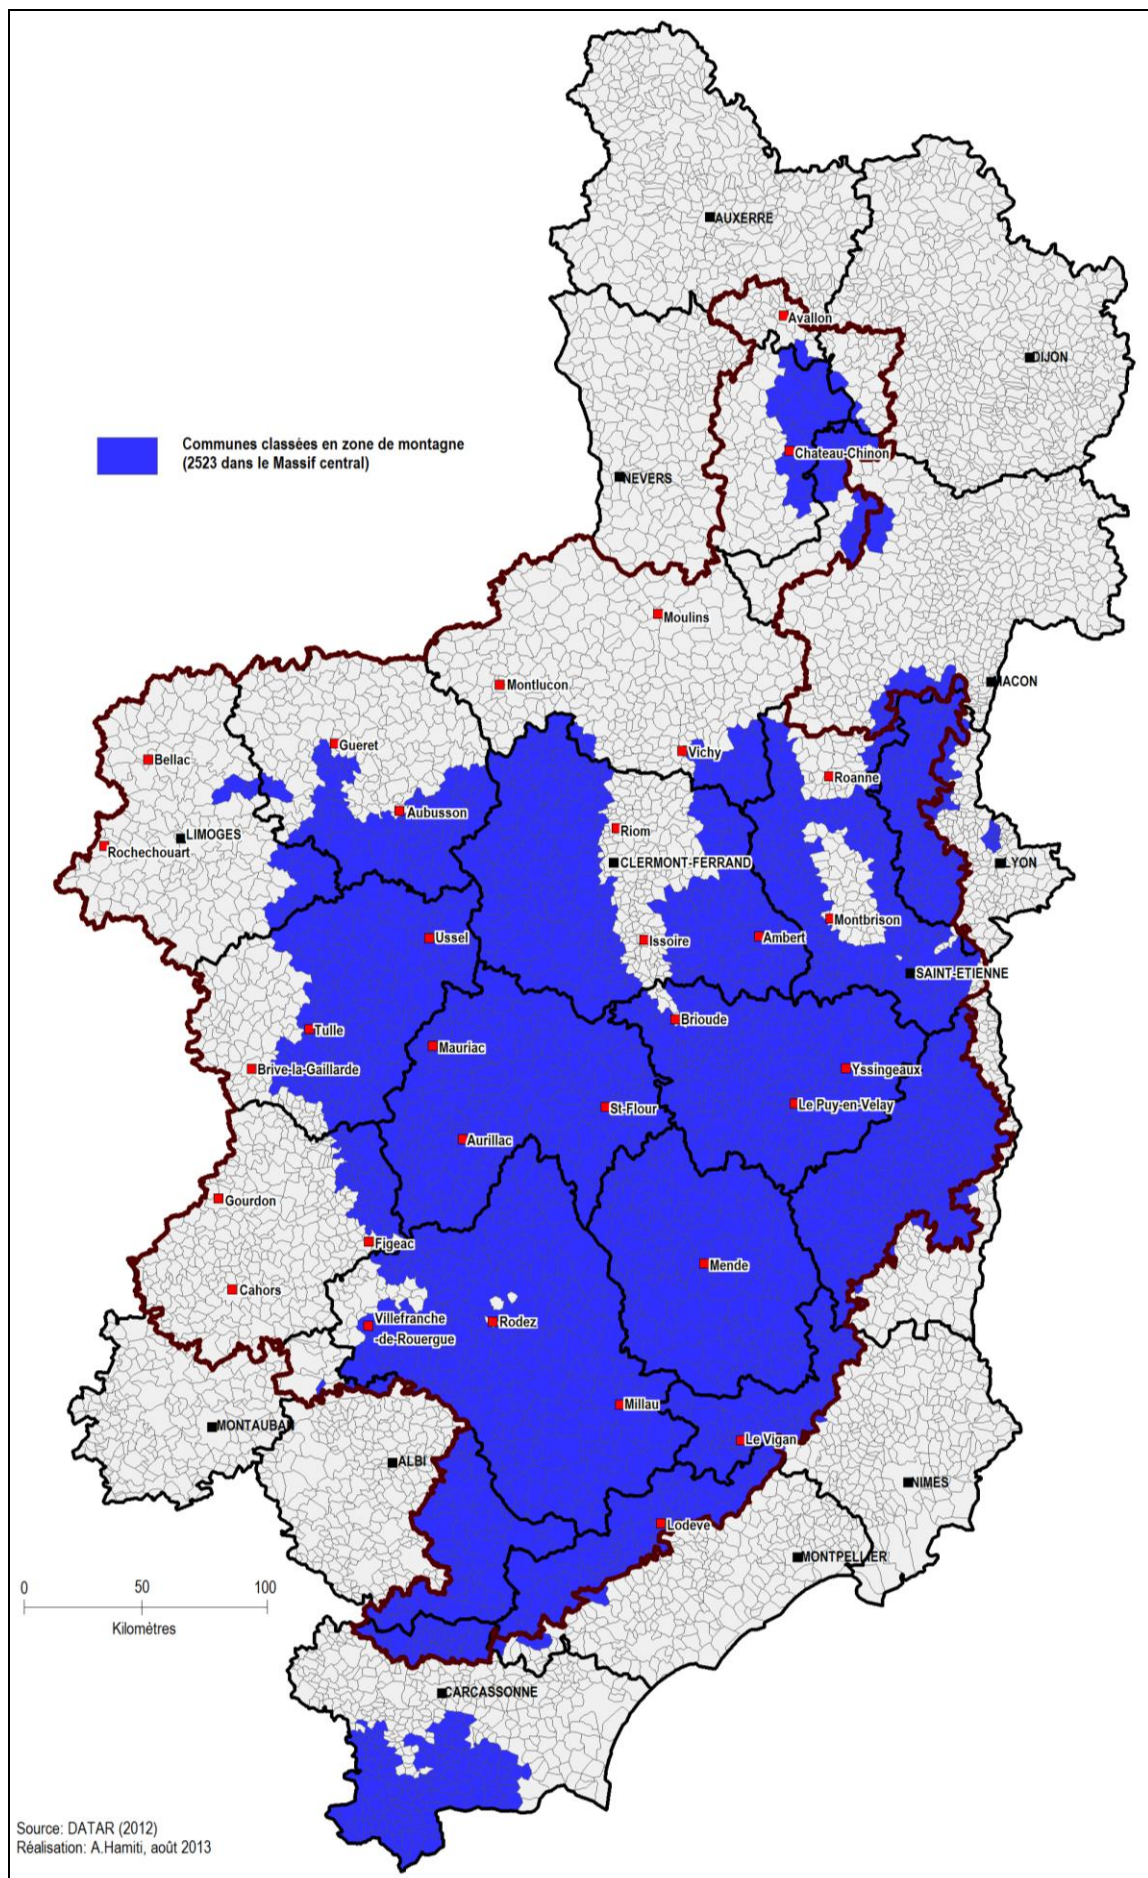 AUXERRE
Avallon
DIJON
Communes classées en zone de montagne
(2523 dans le Massif central)
Chateau-Chinon
NEVERS
Moulins
Montlucon
MACON
Gueret
Vichy
Bellac
Roanne
Aubusson
Riom
LIMOGES
Rochechouart
CLERMONT-FERRAND
LYON
Montbrison
Ussel
Issoire
Ambert
SAINT-ETIENNE
Tulle
Brioude
Mauriac
Brive-la-Gaillarde
Yssingeaux
Le Puy-en-Velay
St-Flour
Aurillac
Gourdon
Figeac
Mende
Cahors
Villefranche
-de-Rouergue
Rodez
Millau
MONTAUBAN
Le Vigan
ALBI
NIMES
Lodeve
MONTPELLIER
0 50 100
Kilomètres
CARCASSONNE
Source: DATAR (2012)
Réalisation: A.Hamiti, août 2013